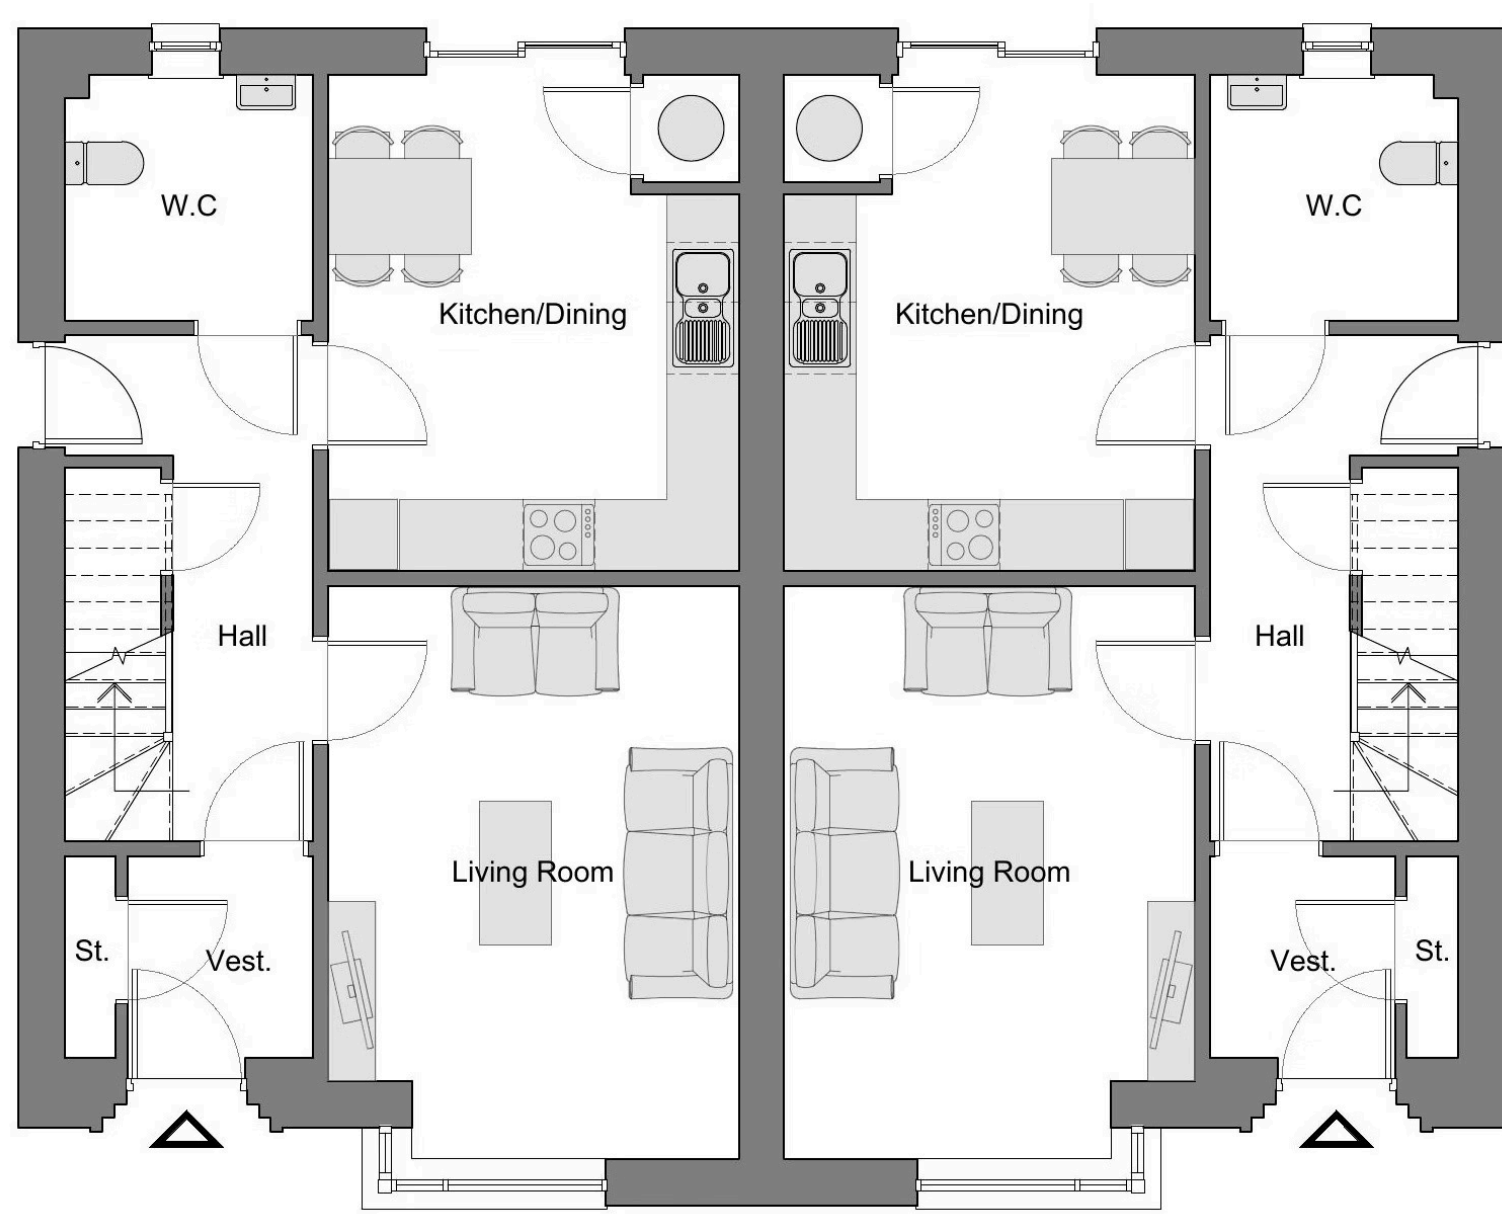 W.C
W.C
Kitchen/Dining
Kitchen/Dining
Hall
Hall
Living Room
Living Room
St.
Vest.
Vest.
St.